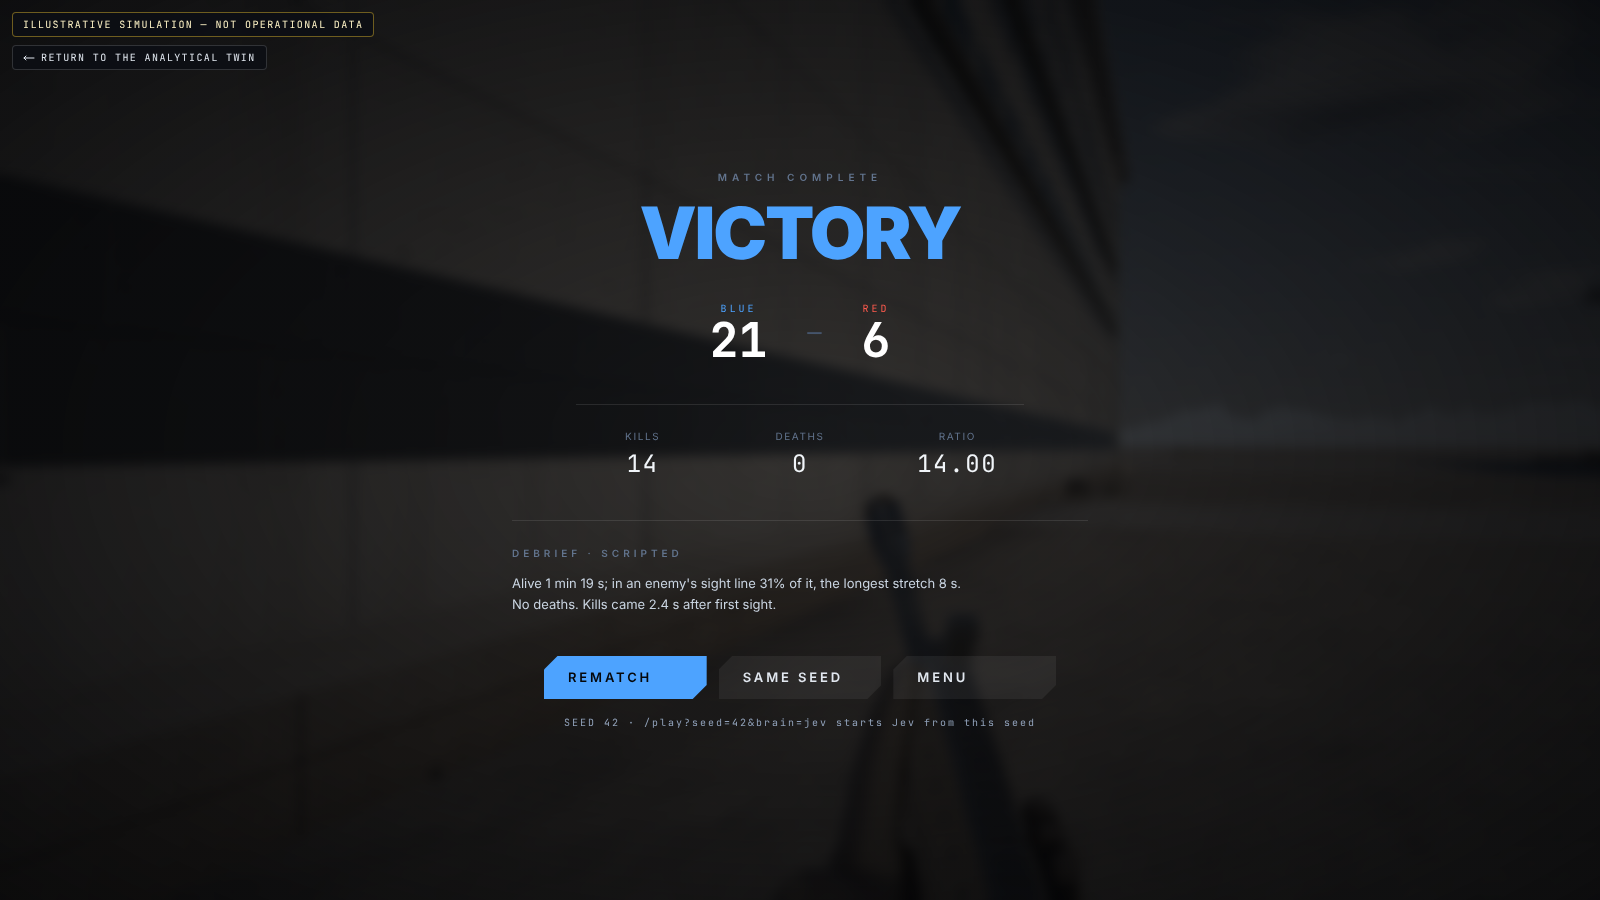 ILLUSTRATIVE SIMULATION — NOT OPERATIONAL DATA
← RETURN TO THE ANALYTICAL TWIN
MATCH COMPLETE
VICTORY
BLUE RED
21 — 6
KILLS DEATHS RATIO
14 0 14.00
DEBRIEF · SCRIPTED
Alive 1 min 19 s; in an enemy's sight line 31% of it, the longest stretch 8 s.
No deaths. Kills came 2.4 s after first sight.
REMATCH SAME SEED MENU
SEED 42 · /play?seed=42&brain=jev starts Jev from this seed